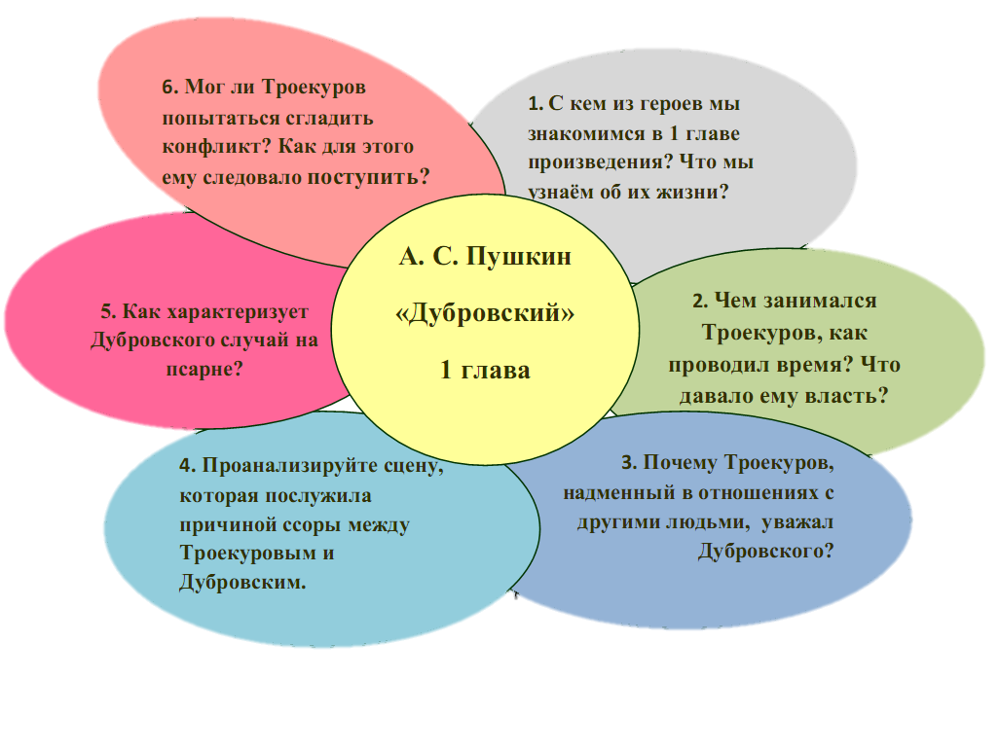 А. С. Пушкин
«Дубровский»
1 глава
1. С кем из героев мы
знакомимся в 1 главе
произведения? Что мы
узнаём об их жизни?
2. Чем занимался
Троекуров, как
проводил время? Что
давало ему власть?
3. Почему Троекуров,
надменный в отношениях с
другими людьми, уважал
Дубровского?
4. Проанализируйте сцену,
которая послужила
причиной ссоры между
Троекуровым и
Дубровским.
5. Как характеризует
Дубровского случай на
псарне?
6. Мог ли Троекуров
попытаться сгладить
конфликт? Как для этого
ему следовало поступить?